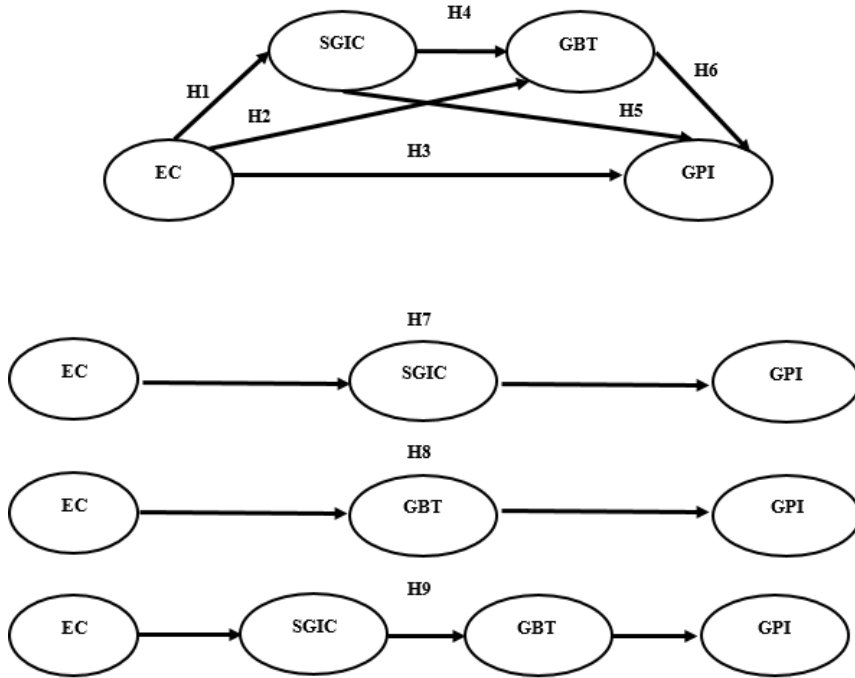 H4
SGIC
GBT
H1
H2
H5
H6
EC
H3
GPI
H7
EC
SGIC
GPI
H8
EC
GBT
GPI
H9
EC
SGIC
GBT
GPI